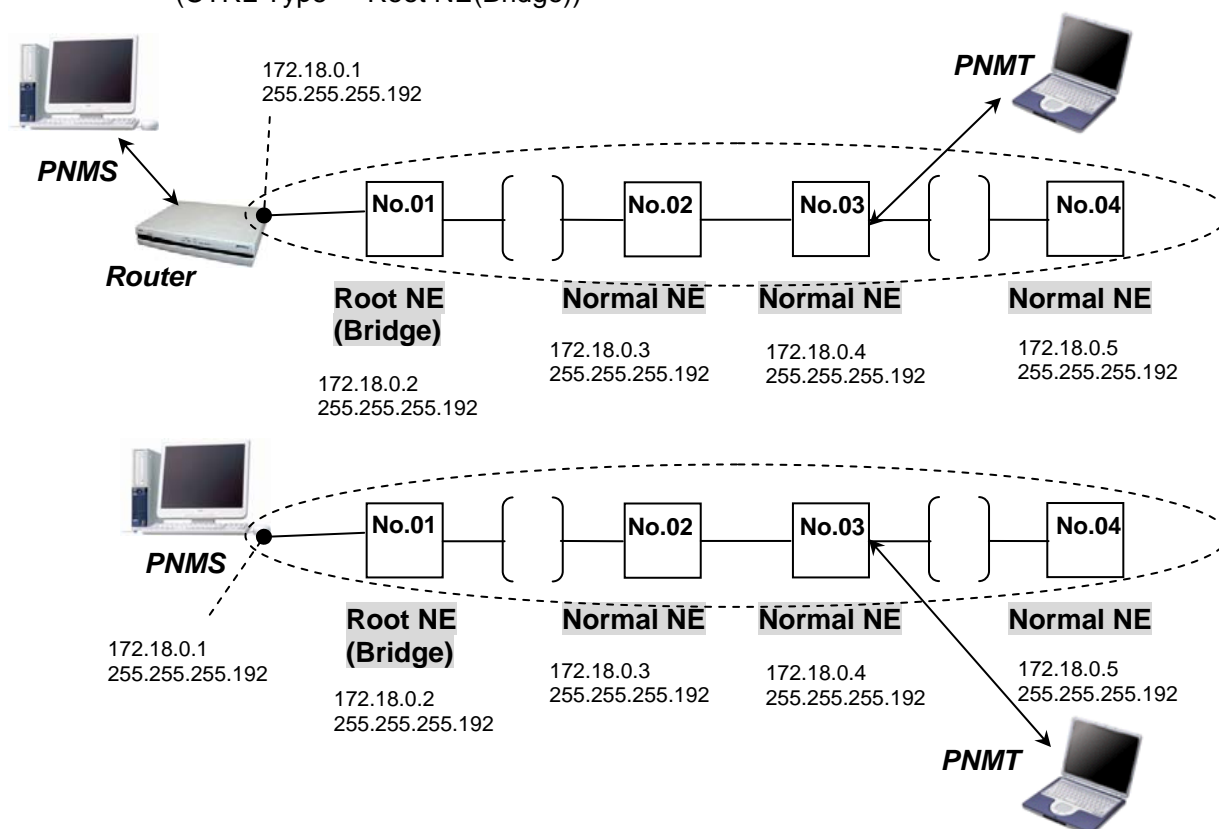 172.18.0.1
255.255.255.192
PNMT
PNMS
Router
No.01
No.02
No.03
No.04
Root NE
(Bridge)
Normal NE
Normal NE
Normal NE
172.18.0.2
255.255.255.192
172.18.0.3
255.255.255.192
172.18.0.4
255.255.255.192
172.18.0.5
255.255.255.192
No.01
No.02
No.03
No.04
PNMS
172.18.0.1
255.255.255.192
Root NE
(Bridge)
Normal NE
Normal NE
Normal NE
172.18.0.2
255.255.255.192
172.18.0.3
255.255.255.192
172.18.0.4
255.255.255.192
172.18.0.5
255.255.255.192
PNMT